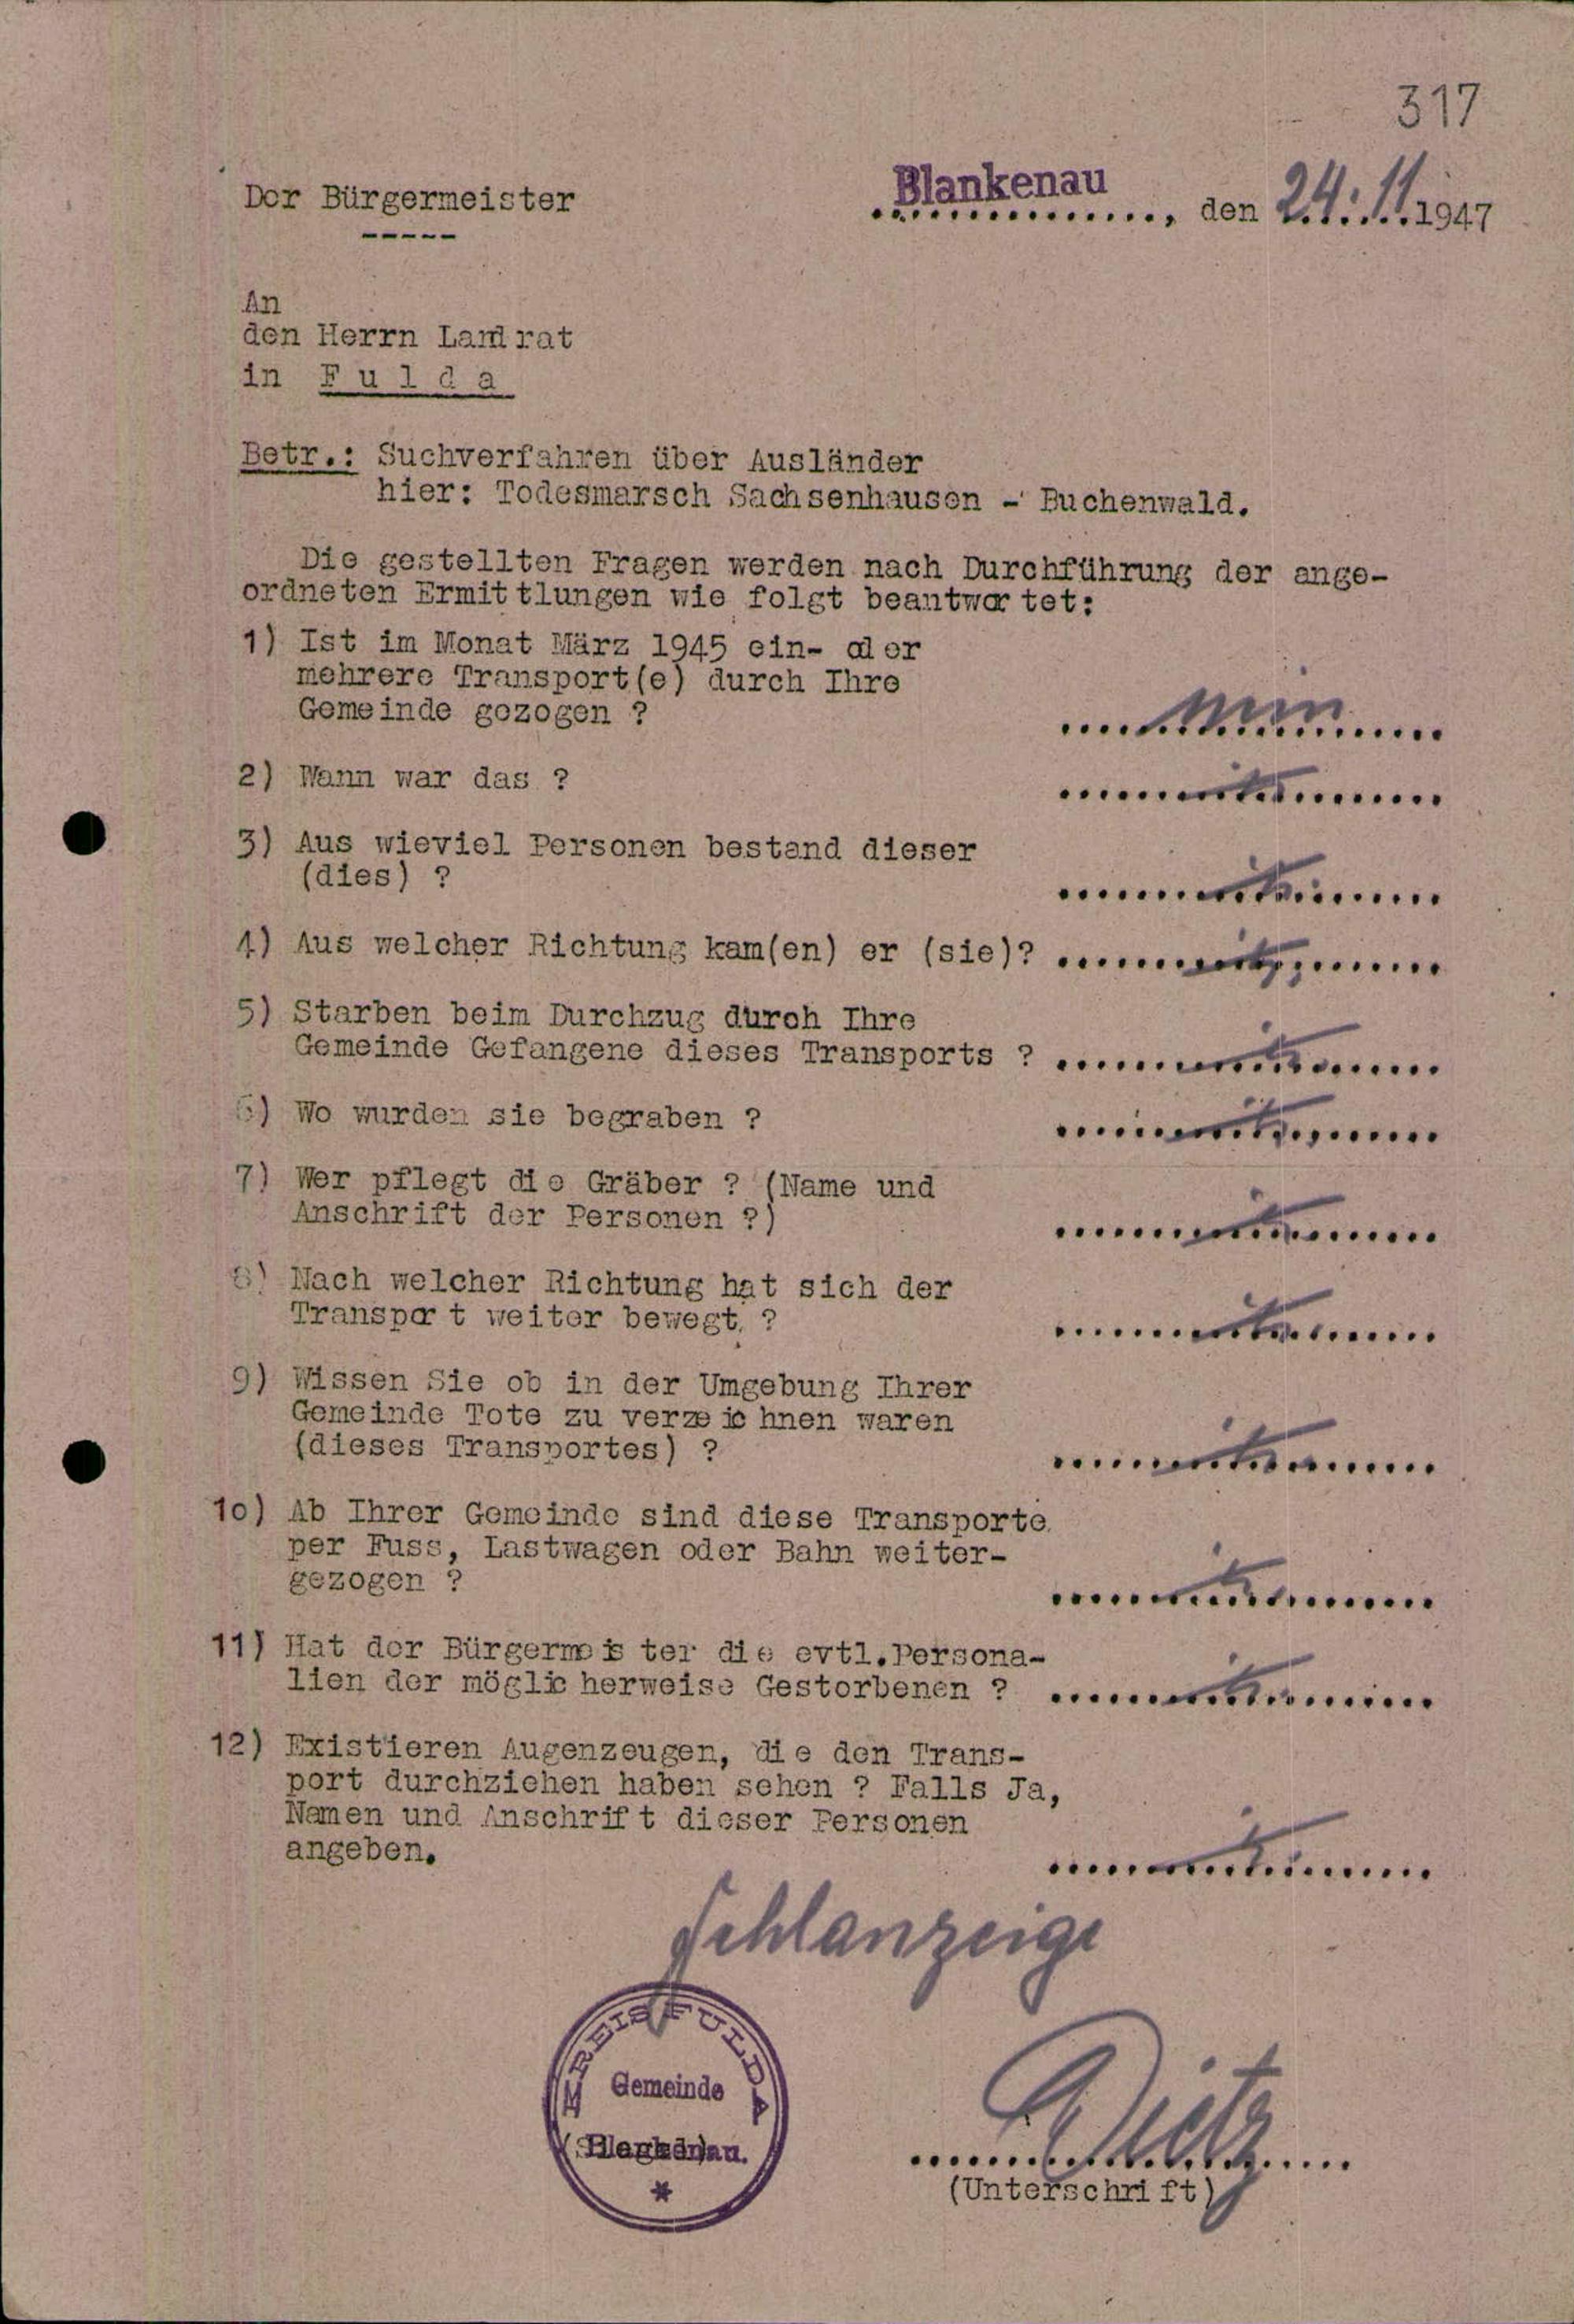 317
Der Bürgermeister
-----
Blankenau
................, den 24.11.1947
An
den Herrn Landrat
in F u l d a
Betr.: Suchverfahren über Ausländer
hier: Todesmarsch Sachsenhausen - Buchenwald.
Die gestellten Fragen werden nach Durchführung der ange-
ordneten Ermittlungen wie folgt beantwortet:
1) Ist im Monat März 1945 ein- oder
mehrere Transport(e) durch Ihre
Gemeinde gezogen ? nein
2) Wann war das ?
3) Aus wieviel Personen bestand dieser
(dies) ?
4) Aus welcher Richtung kam(en) er (sie)?
5) Starben beim Durchzug durch Ihre
Gemeinde Gefangene dieses Transports ?
6) Wo wurden sie begraben ?
7) Wer pflegt die Gräber ? (Name und
Anschrift der Personen ?)
8) Nach welcher Richtung hat sich der
Transport weiter bewegt ?
9) Wissen Sie ob in der Umgebung Ihrer
Gemeinde Tote zu verzeichnen waren
(dieses Transportes) ?
10) Ab Ihrer Gemeinde sind diese Transporte
per Fuss, Lastwagen oder Bahn weiter-
gezogen ?
11) Hat der Bürgermeister die evtl.Persona-
lien der möglicherweise Gestorbenen ?
12) Existieren Augenzeugen, die den Trans-
port durchziehen haben sehen ? Falls Ja,
Namen und Anschrift dieser Personen
angeben.
Fehlanzeige
KREIS FULDA
Gemeinde
Blankenau.
(Siegel)
Dietz
(Unterschrift)